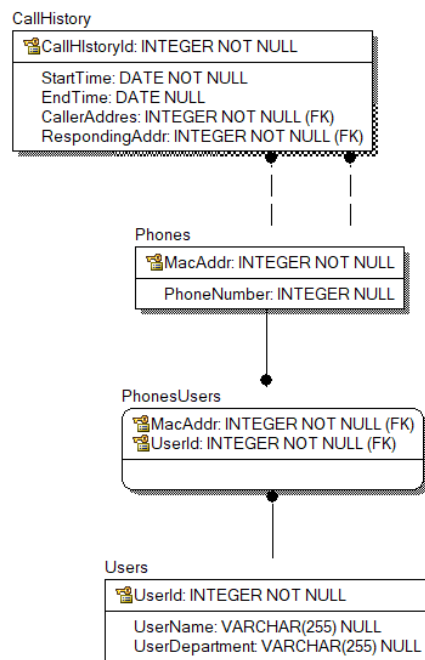 CallHistory
CallHIstoryId: INTEGER NOT NULL
StartTime: DATE NOT NULL
EndTime: DATE NULL
CallerAddres: INTEGER NOT NULL (FK)
RespondingAddr: INTEGER NOT NULL (FK)
Phones
MacAddr: INTEGER NOT NULL
PhoneNumber: INTEGER NULL
PhonesUsers
MacAddr: INTEGER NOT NULL (FK)
UserId: INTEGER NOT NULL (FK)
Users
UserId: INTEGER NOT NULL
UserName: VARCHAR(255) NULL
UserDepartment: VARCHAR(255) NULL